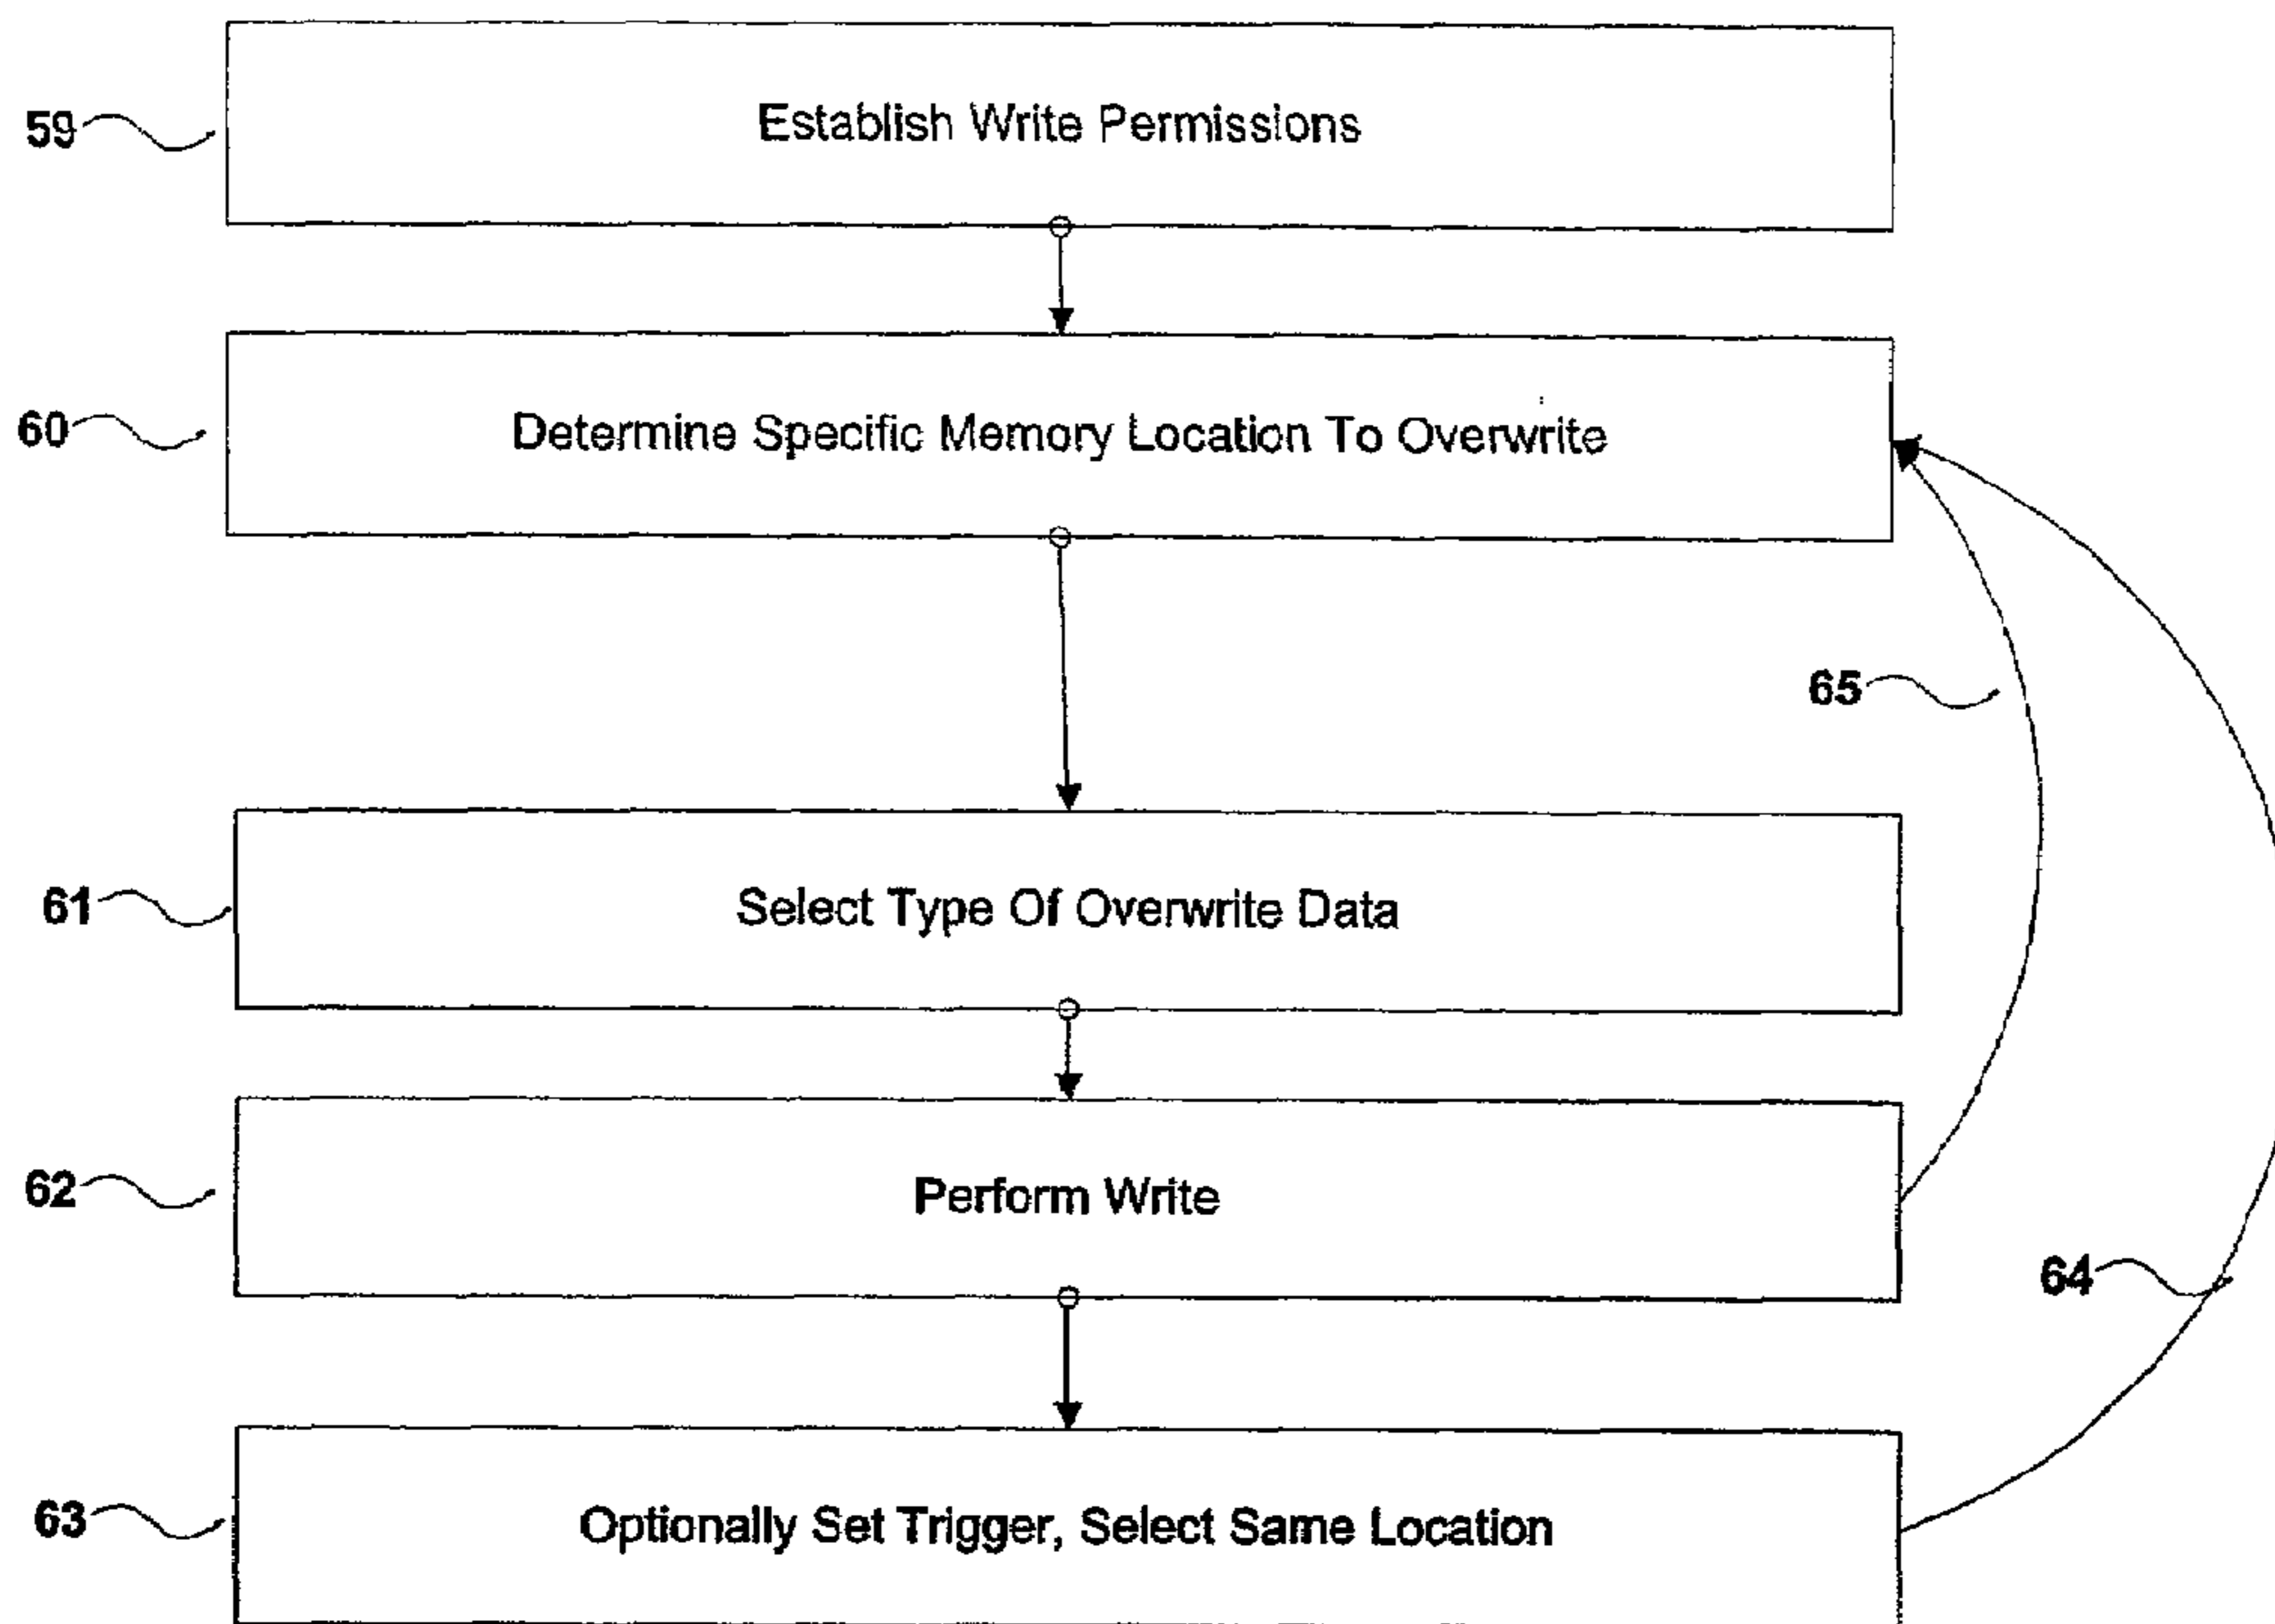 59
Establish Write Permissions
60
Determine Specific Memory Location To Overwrite
65
61
Select Type Of Overwrite Data
62
Perform Write
64
63
Optionally Set Trigger, Select Same Location